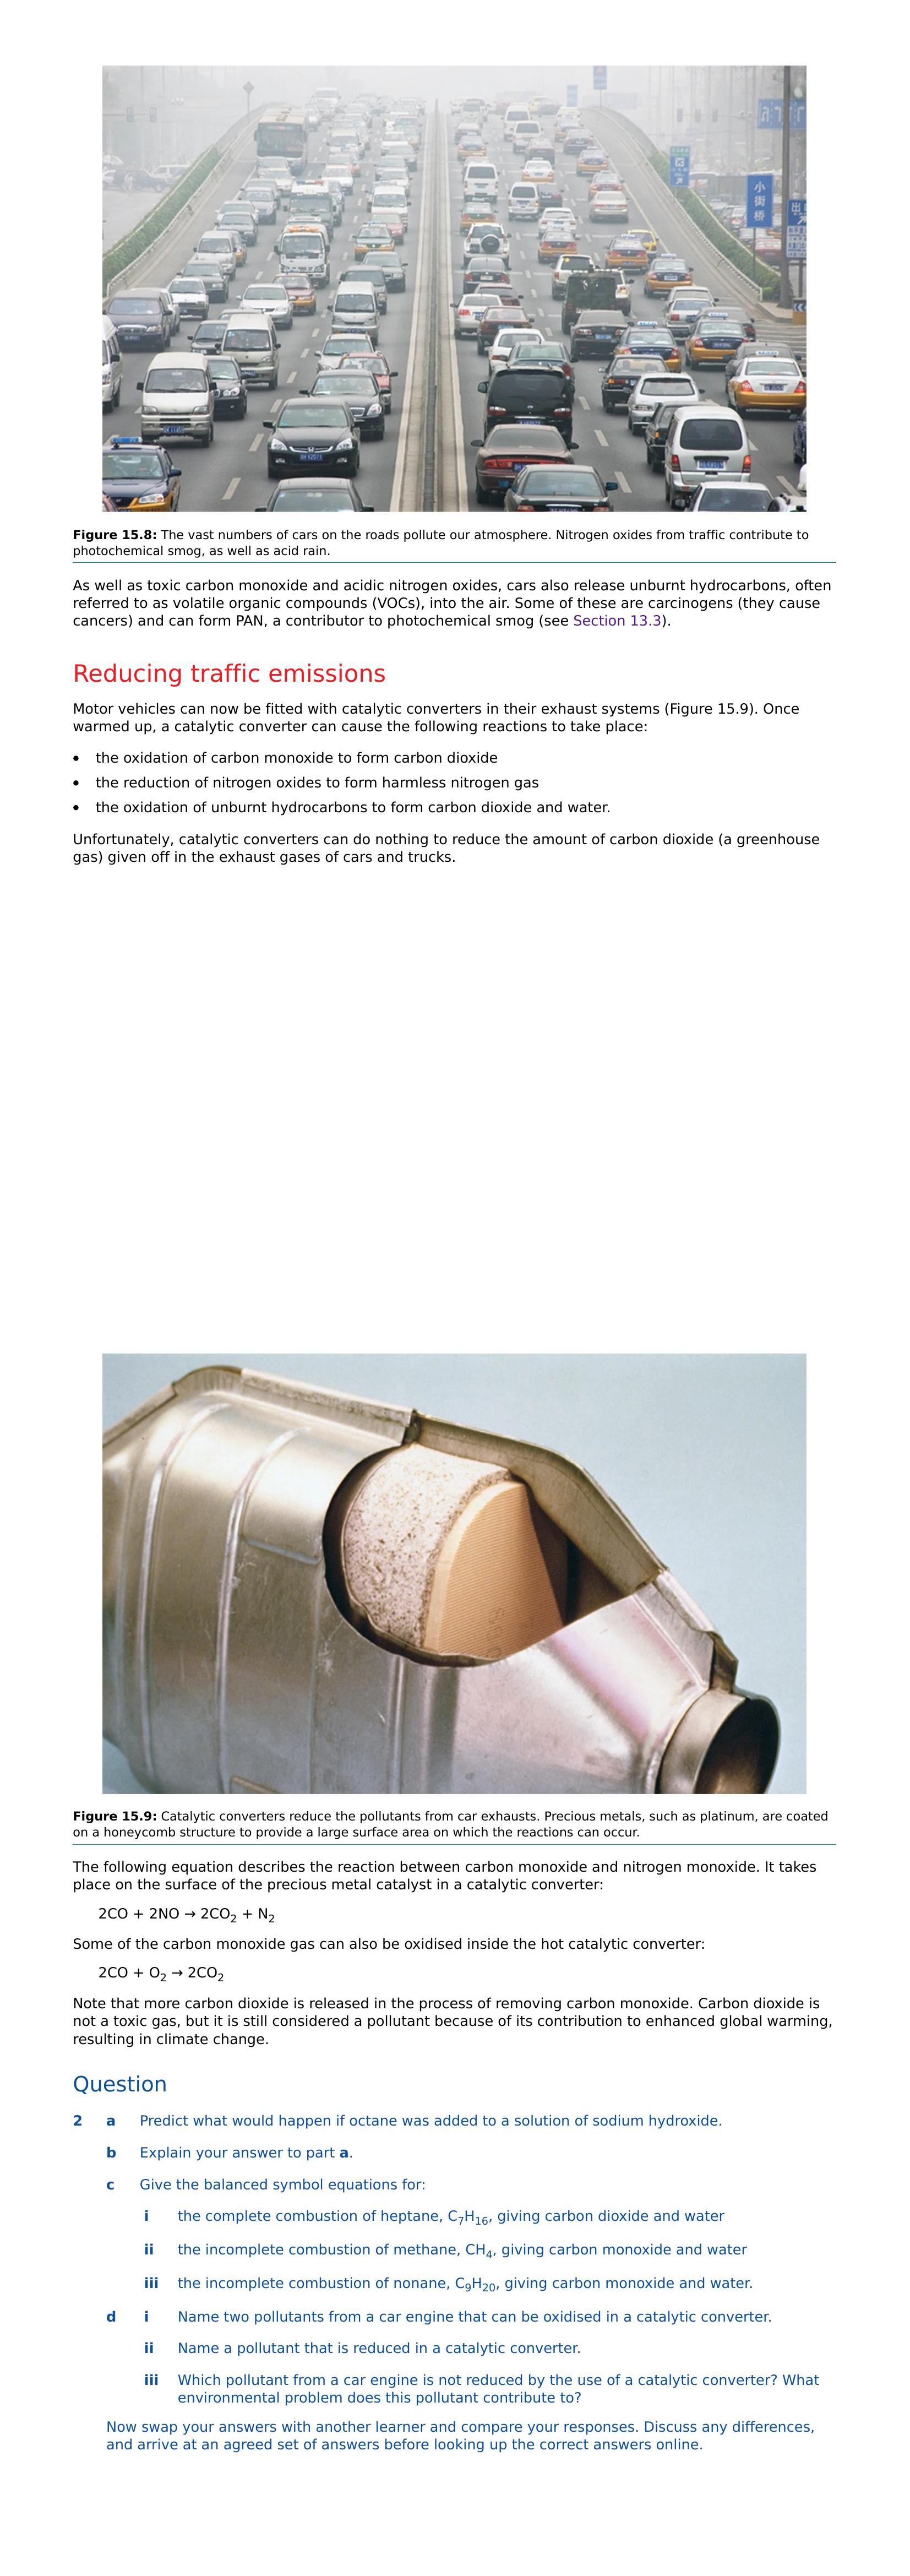 小
街
桥
出
Figure 15.8: The vast numbers of cars on the roads pollute our atmosphere. Nitrogen oxides from traffic contribute to
photochemical smog, as well as acid rain.
As well as toxic carbon monoxide and acidic nitrogen oxides, cars also release unburnt hydrocarbons, often
referred to as volatile organic compounds (VOCs), into the air. Some of these are carcinogens (they cause
cancers) and can form PAN, a contributor to photochemical smog (see Section 13.3).
Reducing traffic emissions
Motor vehicles can now be fitted with catalytic converters in their exhaust systems (Figure 15.9). Once
warmed up, a catalytic converter can cause the following reactions to take place:
• the oxidation of carbon monoxide to form carbon dioxide
• the reduction of nitrogen oxides to form harmless nitrogen gas
• the oxidation of unburnt hydrocarbons to form carbon dioxide and water.
Unfortunately, catalytic converters can do nothing to reduce the amount of carbon dioxide (a greenhouse
gas) given off in the exhaust gases of cars and trucks.
Figure 15.9: Catalytic converters reduce the pollutants from car exhausts. Precious metals, such as platinum, are coated
on a honeycomb structure to provide a large surface area on which the reactions can occur.
The following equation describes the reaction between carbon monoxide and nitrogen monoxide. It takes
place on the surface of the precious metal catalyst in a catalytic converter:
2CO + 2NO → 2CO₂ + N₂
Some of the carbon monoxide gas can also be oxidised inside the hot catalytic converter:
2CO + O₂ → 2CO₂
Note that more carbon dioxide is released in the process of removing carbon monoxide. Carbon dioxide is
not a toxic gas, but it is still considered a pollutant because of its contribution to enhanced global warming,
resulting in climate change.
Question
2 a Predict what would happen if octane was added to a solution of sodium hydroxide.
b Explain your answer to part a.
c Give the balanced symbol equations for:
i the complete combustion of heptane, C₇H₁₆, giving carbon dioxide and water
ii the incomplete combustion of methane, CH₄, giving carbon monoxide and water
iii the incomplete combustion of nonane, C₉H₂₀, giving carbon monoxide and water.
d i Name two pollutants from a car engine that can be oxidised in a catalytic converter.
ii Name a pollutant that is reduced in a catalytic converter.
iii Which pollutant from a car engine is not reduced by the use of a catalytic converter? What
environmental problem does this pollutant contribute to?
Now swap your answers with another learner and compare your responses. Discuss any differences,
and arrive at an agreed set of answers before looking up the correct answers online.